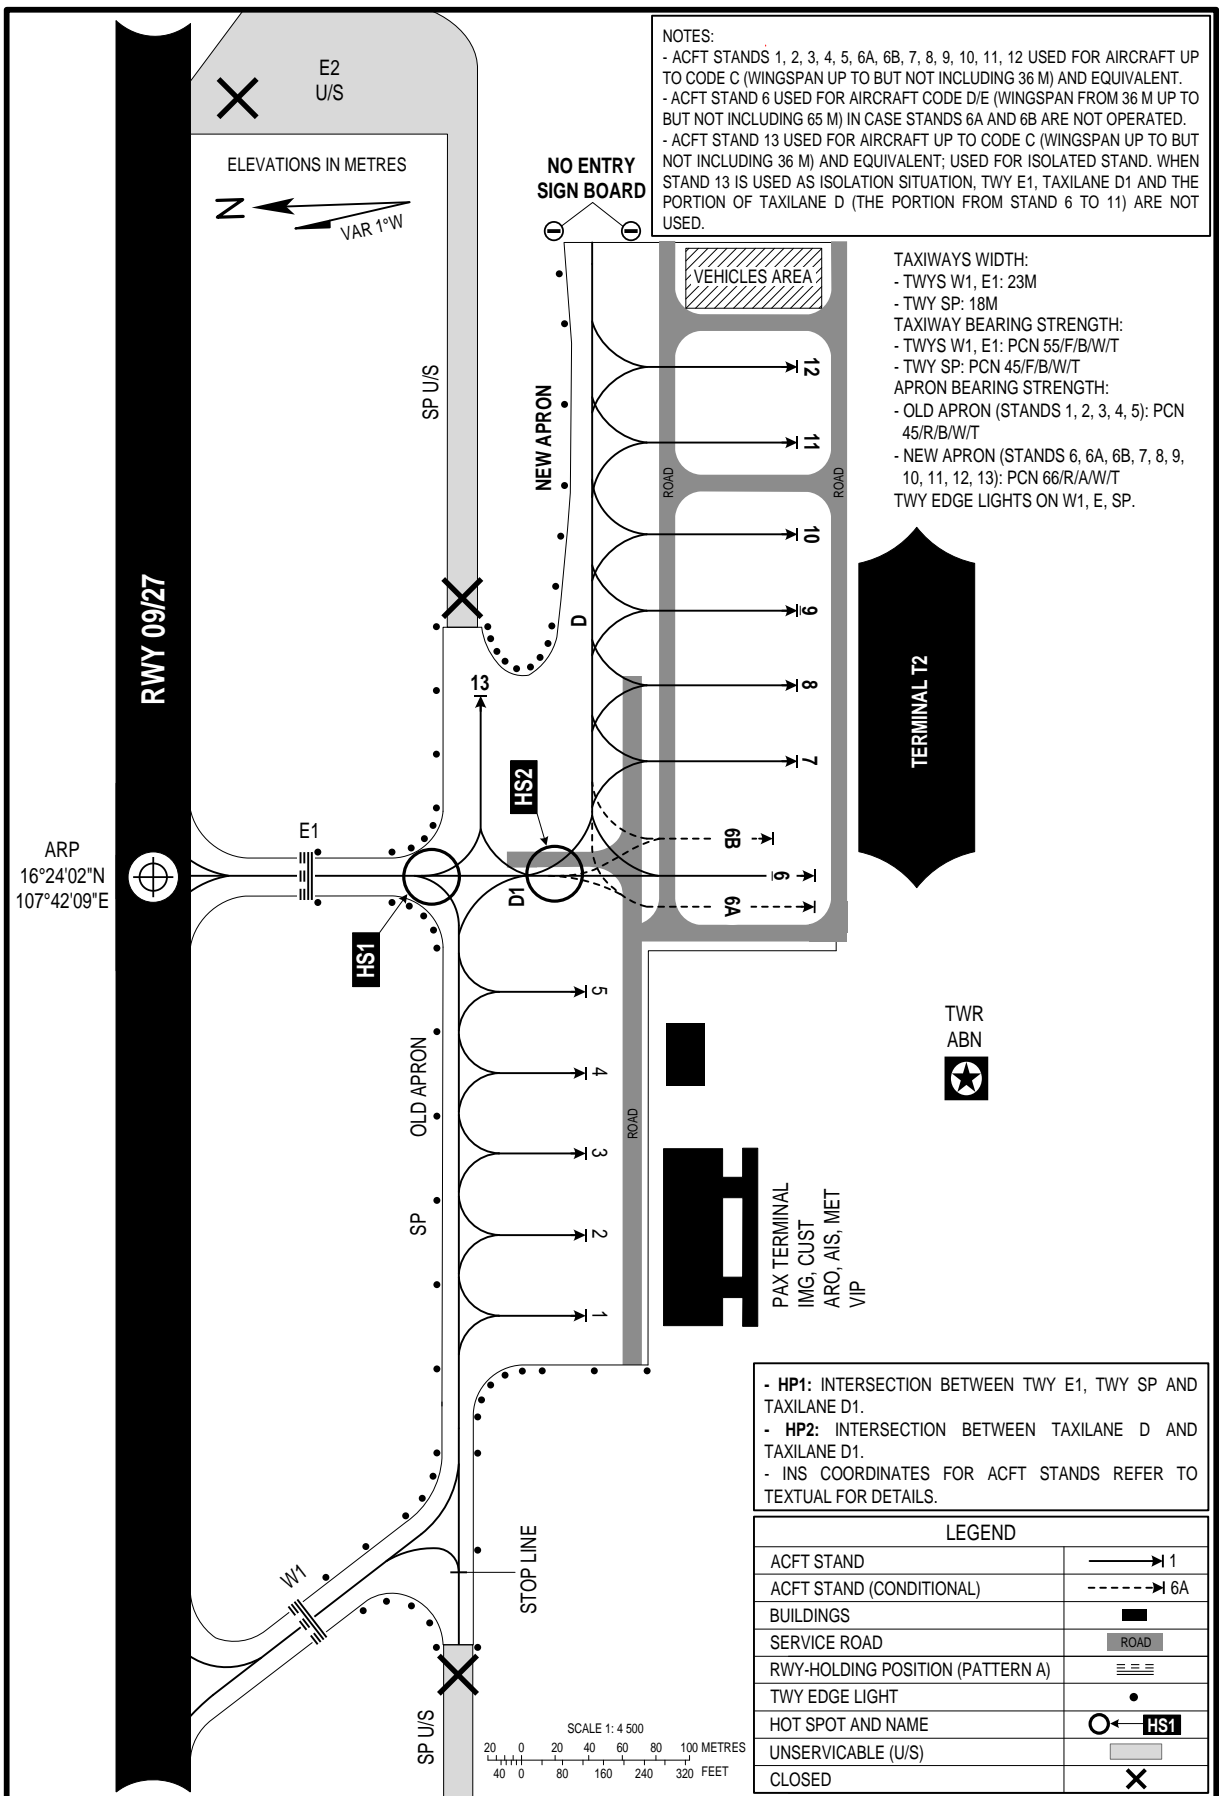 NOTES:
- ACFT STANDS 1, 2, 3, 4, 5, 6A, 6B, 7, 8, 9, 10, 11, 12 USED FOR AIRCRAFT UP
TO CODE C (WINGSPAN UP TO BUT NOT INCLUDING 36 M) AND EQUIVALENT.
- ACFT STAND 6 USED FOR AIRCRAFT CODE D/E (WINGSPAN FROM 36 M UP TO
BUT NOT INCLUDING 65 M) IN CASE STANDS 6A AND 6B ARE NOT OPERATED.
- ACFT STAND 13 USED FOR AIRCRAFT UP TO CODE C (WINGSPAN UP TO BUT
NOT INCLUDING 36 M) AND EQUIVALENT; USED FOR ISOLATED STAND. WHEN
STAND 13 IS USED AS ISOLATION SITUATION, TWY E1, TAXILANE D1 AND THE
PORTION OF TAXILANE D (THE PORTION FROM STAND 6 TO 11) ARE NOT
USED.
E2
U/S
ELEVATIONS IN METRES
N
VAR 1°W
NO ENTRY
SIGN BOARD
VEHICLES AREA
TAXIWAYS WIDTH:
- TWYS W1, E1: 23M
- TWY SP: 18M
TAXIWAY BEARING STRENGTH:
- TWYS W1, E1: PCN 55/F/B/W/T
- TWY SP: PCN 45/F/B/W/T
APRON BEARING STRENGTH:
- OLD APRON (STANDS 1, 2, 3, 4, 5): PCN
45/R/B/W/T
- NEW APRON (STANDS 6, 6A, 6B, 7, 8, 9,
10, 11, 12, 13): PCN 66/R/A/W/T
TWY EDGE LIGHTS ON W1, E, SP.
SP U/S
NEW APRON
12
11
ROAD
ROAD
10
9
D
RWY 09/27
13
8
TERMINAL T2
7
HS2
E1
6B
ARP
16°24'02"N
107°42'09"E
6
D1
6A
HS1
5
TWR
ABN
4
OLD APRON
ROAD
3
SP
2
PAX TERMINAL
IMG, CUST
ARO, AIS, MET
VIP
1
- HP1: INTERSECTION BETWEEN TWY E1, TWY SP AND
TAXILANE D1.
- HP2: INTERSECTION BETWEEN TAXILANE D AND
TAXILANE D1.
- INS COORDINATES FOR ACFT STANDS REFER TO
TEXTUAL FOR DETAILS.
W1
STOP LINE
SP U/S
SCALE 1: 4 500
20 0 20 40 60 80 100 METRES
40 0 80 160 240 320 FEET
LEGEND
ACFT STAND 1
ACFT STAND (CONDITIONAL) 6A
BUILDINGS
SERVICE ROAD ROAD
RWY-HOLDING POSITION (PATTERN A)
TWY EDGE LIGHT
HOT SPOT AND NAME HS1
UNSERVICABLE (U/S)
CLOSED